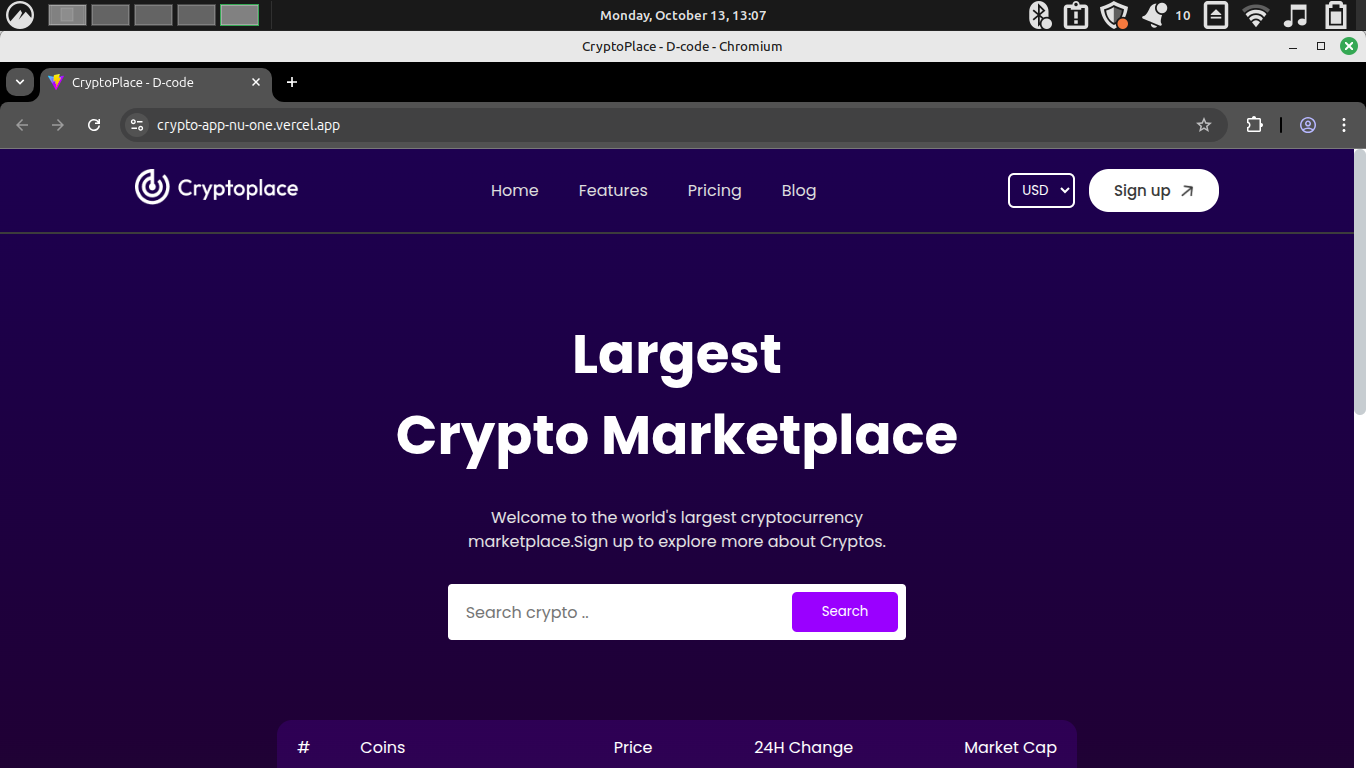 Monday, October 13, 13:07
10
CryptoPlace - D-code - Chromium
CryptoPlace - D-code
crypto-app-nu-one.vercel.app
Cryptoplace
Home
Features
Pricing
Blog
USD
Sign up
Largest
Crypto Marketplace
Welcome to the world's largest cryptocurrency
marketplace.Sign up to explore more about Cryptos.
Search crypto ..
Search
# Coins Price 24H Change Market Cap